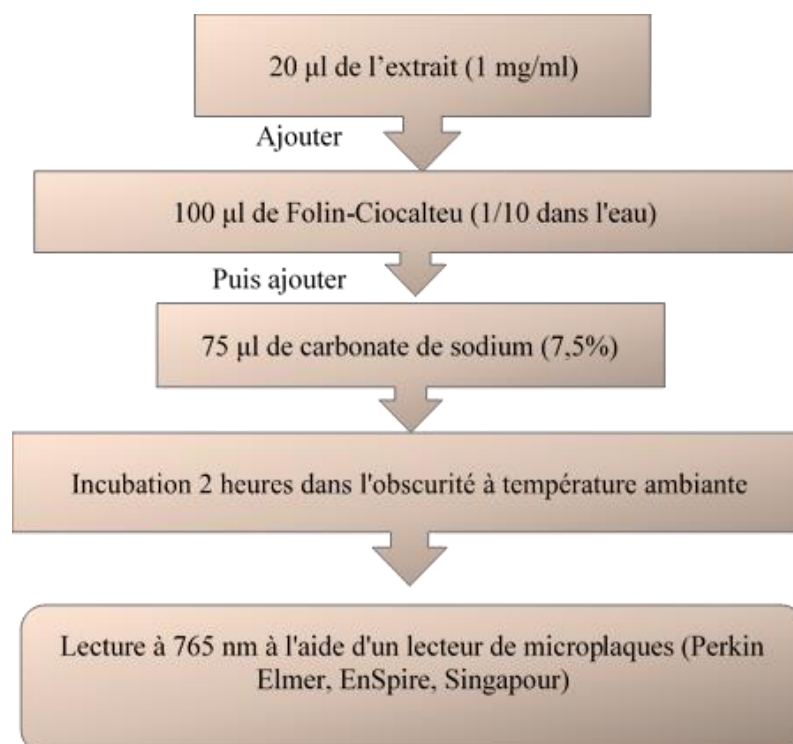 20 µl de l’extrait (1 mg/ml)
Ajouter
100 µl de Folin-Ciocalteu (1/10 dans l'eau)
Puis ajouter
75 µl de carbonate de sodium (7,5%)
Incubation 2 heures dans l'obscurité à température ambiante
Lecture à 765 nm à l'aide d'un lecteur de microplaques (Perkin
Elmer, EnSpire, Singapour)